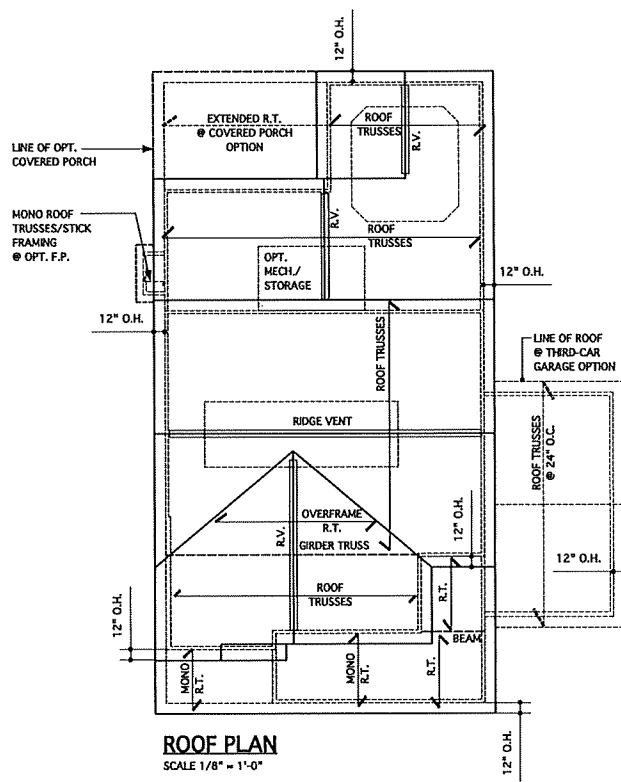 12" O.H.
EXTENDED R.T.
@ COVERED PORCH
OPTION
ROOF
TRUSSES
R.V.
LINE OF OPT.
COVERED PORCH
MONO ROOF
TRUSSES/STICK
FRAMING
@ OPT. F.P.
R.V.
ROOF
TRUSSES
OPT.
MECH./
STORAGE
12" O.H.
12" O.H.
ROOF TRUSSES
LINE OF ROOF
@ THIRD-CAR
GARAGE OPTION
RIDGE VENT
ROOF TRUSSES
@ 24" O.C.
OVERFRAME
R.T.
R.V.
GIRDER TRUSS
12" O.H.
12" O.H.
ROOF
TRUSSES
R.T.
12" O.H.
BEAM
MONO
R.T.
MONO
R.T.
R.T.
12" O.H.
ROOF PLAN
SCALE 1/8" = 1'-0"